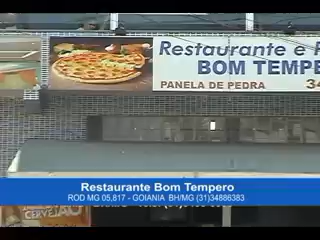 Restaurante e
BOM TEMPE
PANELA DE PEDRA 34
Restaurante Bom Tempero
ROD MG 05,817 - GOIANIA BH/MG (31)34886383
CERVEJÃO